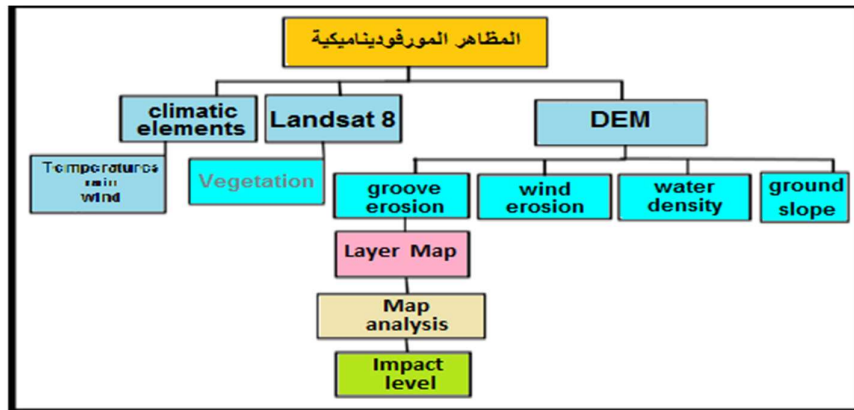 المظاهر المورفوديناميكية
climatic
elements
Landsat 8
DEM
Temperatures
rain
wind
Vegetation
groove
erosion
wind
erosion
water
density
ground
slope
Layer Map
Map
analysis
Impact
level